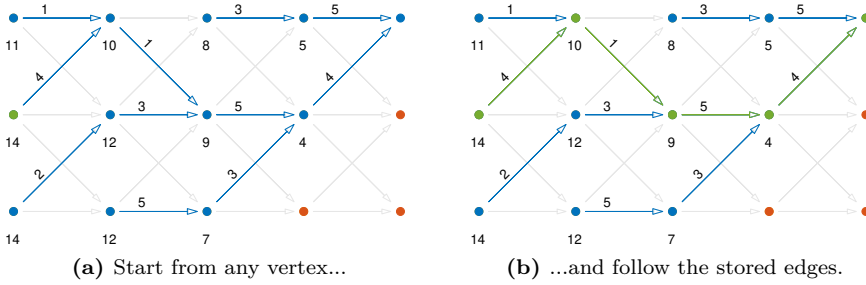 1 3 5 1 3 5
11 10 8 5 11 10 8 5
4 1 4 4 1 4
3 5 3 5
14 12 9 4 14 12 9 4
2 3 2 3
5 5
14 12 7 14 12 7
(a) Start from any vertex... (b) ...and follow the stored edges.